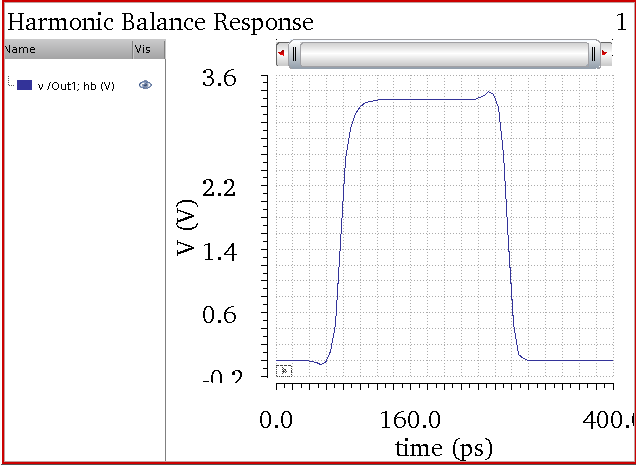 Harmonic Balance Response 1
Name Vis
v /Out1; hb (V)
3.6
2.2
1.4
0.6
-0.2
V (V)
0.0 160.0 400.0
time (ps)